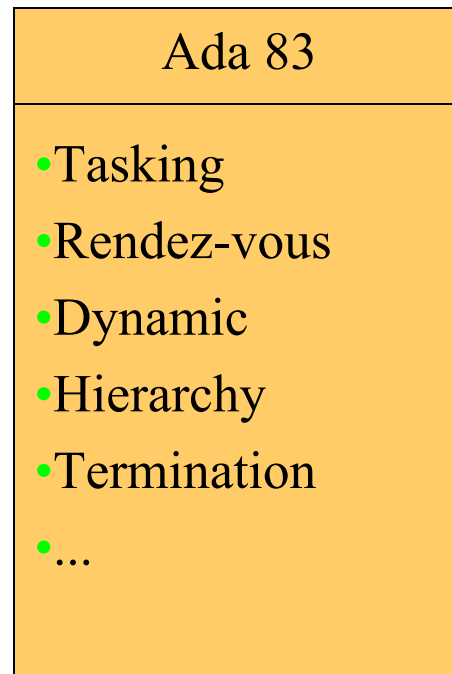 Ada 83
•Tasking
•Rendez-vous
•Dynamic
•Hierarchy
•Termination
•...